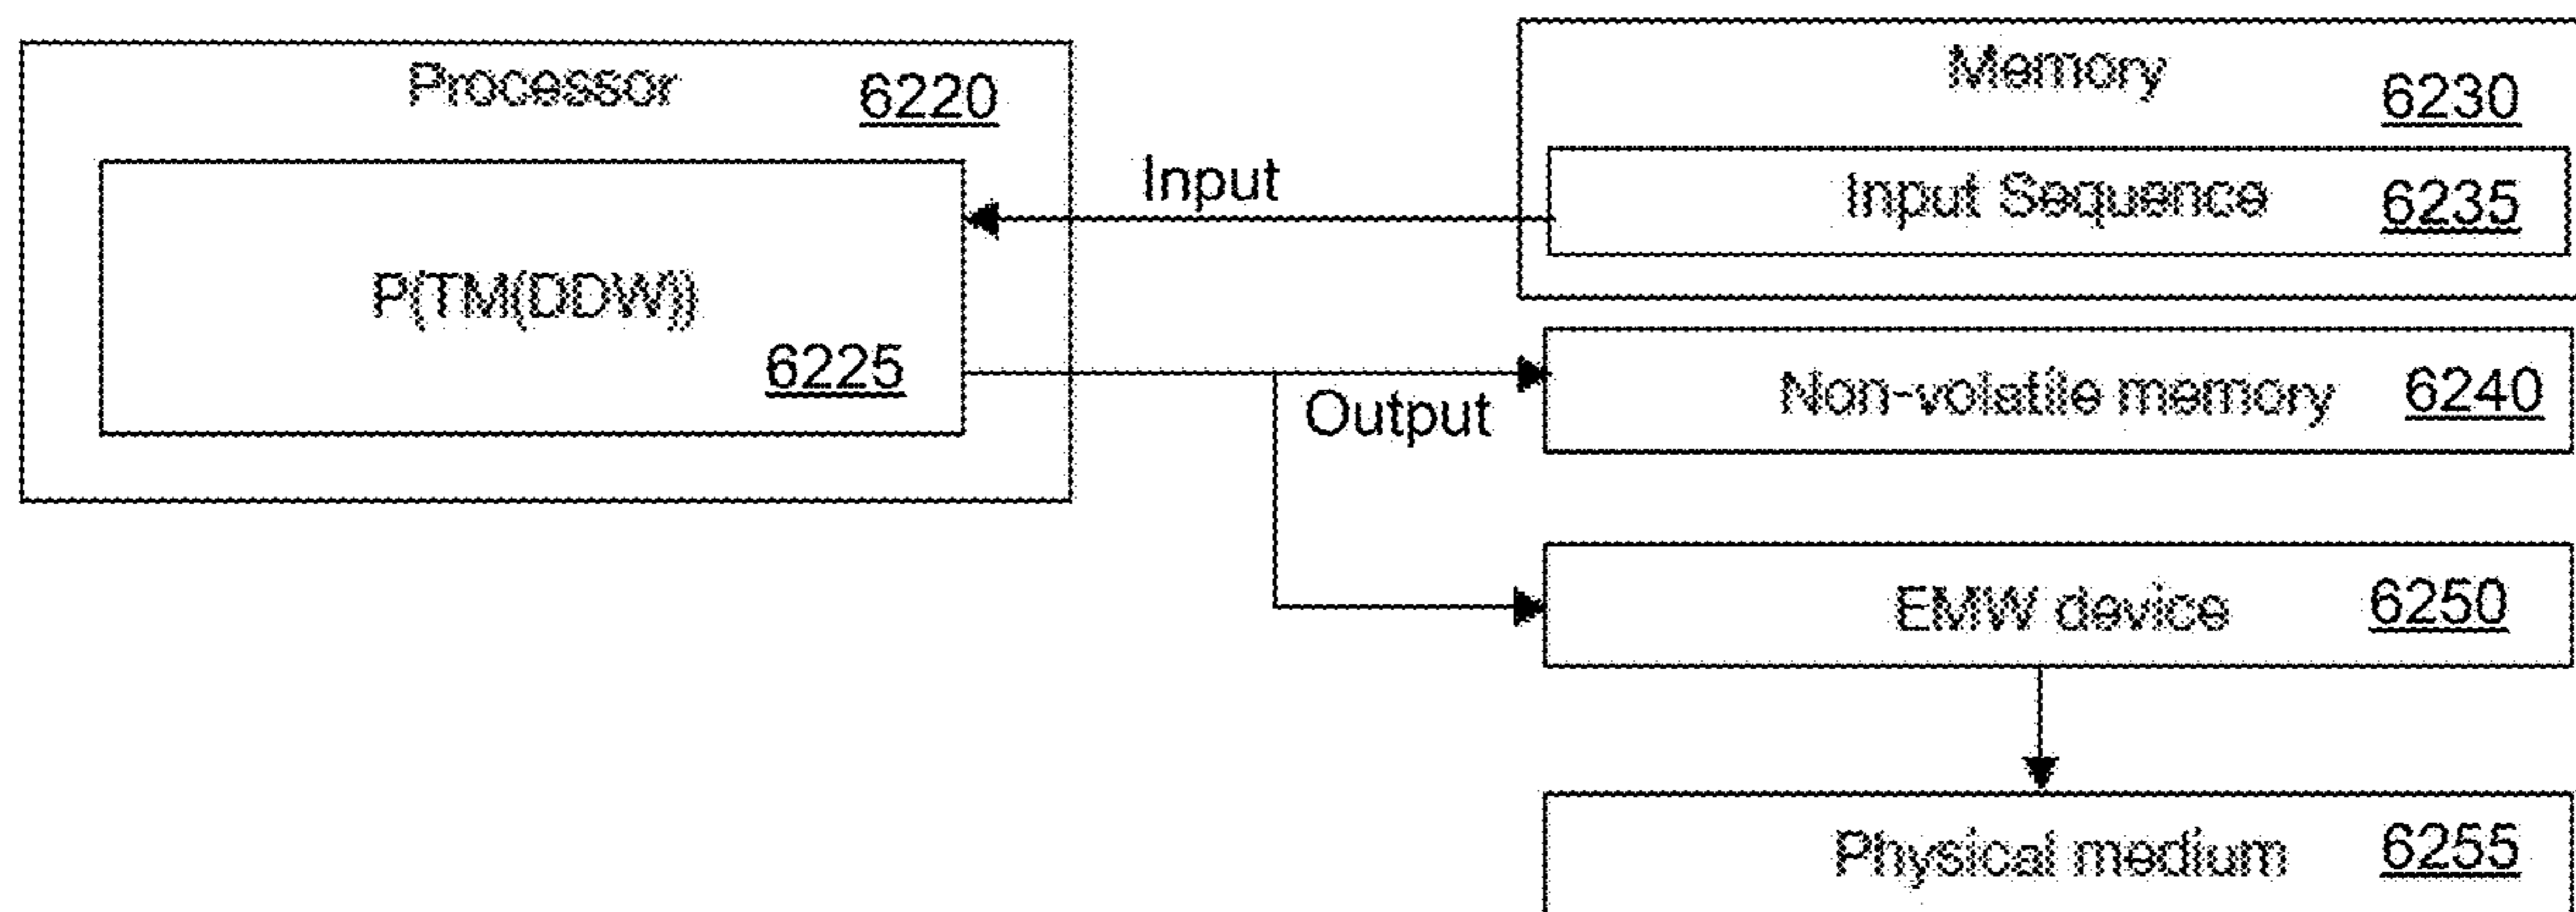 Processor 6220
P(TM(DDW))
6225
Input
Memory 6230
Input Sequence 6235
Output
Non-volatile memory 6240
EMW device 6250
Physical medium 6255